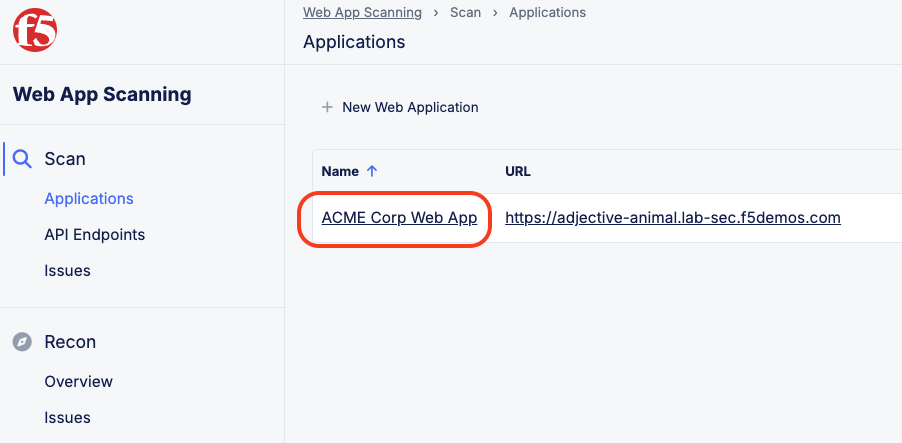 f5
Web App Scanning
Scan
Applications
API Endpoints
Issues
Recon
Overview
Issues
Web App Scanning › Scan › Applications
Applications
+ New Web Application
Name ↑ URL
ACME Corp Web App https://adjective-animal.lab-sec.f5demos.com